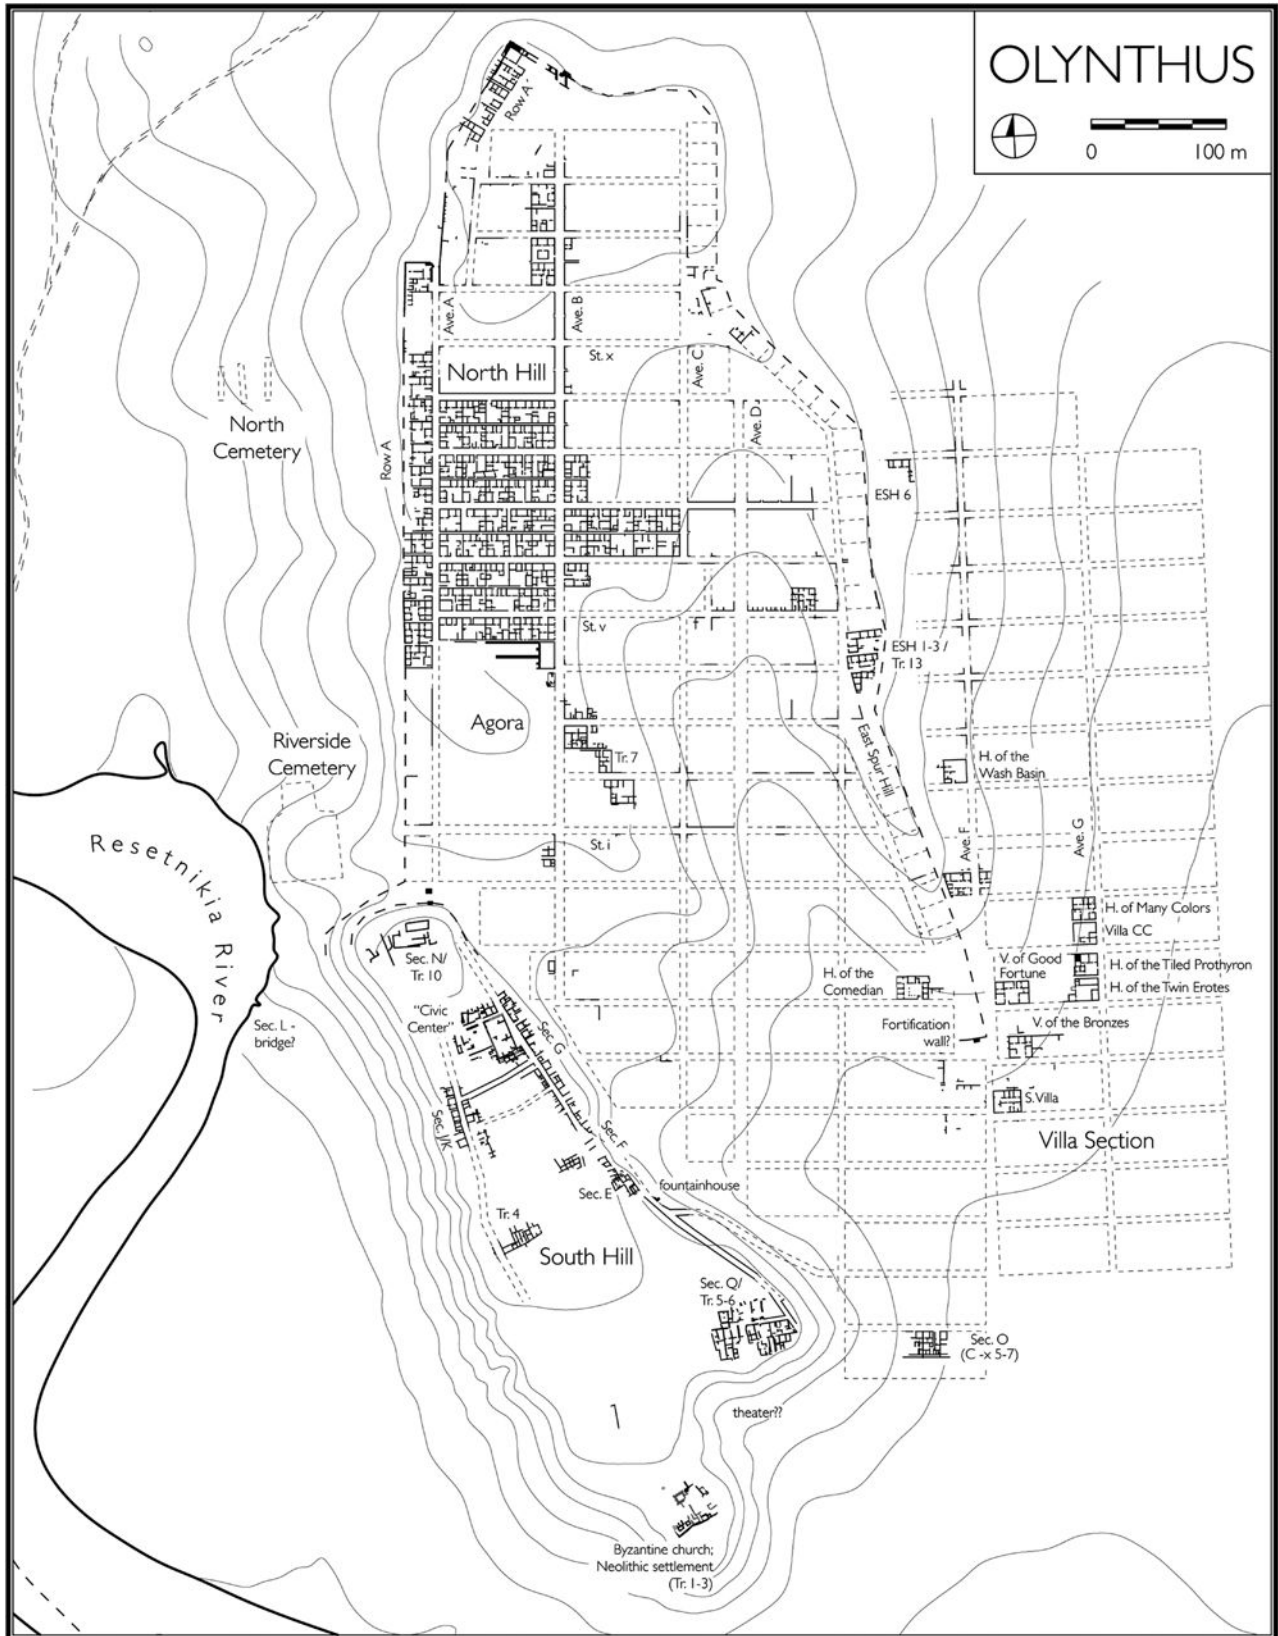 OLYNTHUS
0 100 m
Row A'
Ave. A
Ave. B
St. x
Ave. C
North Hill
Ave. D
North
Cemetery
Row A
ESH 6
St. v
ESH 1-3 /
Tr. 13
Agora
Riverside
Cemetery
Tr. 7
East Spur Hill
H. of the
Wash Basin
Resetnikia River
St. i
Ave. F
Ave. G
H. of Many Colors
Villa CC
Sec. N/
Tr. 10
H. of the
Comedian
V. of Good
Fortune
H. of the Tiled Prothyron
H. of the Twin Erotes
"Civic
Center"
Sec. L -
bridge?
Sec. G
Fortification
wall?
V. of the Bronzes
S. Villa
Sec. J/K
Sec. F
Villa Section
Sec. E
fountainhouse
Tr. 4
South Hill
Sec. Q/
Tr. 5-6
Sec. O
(C -x 5-7)
theater??
Byzantine church;
Neolithic settlement
(Tr. 1-3)